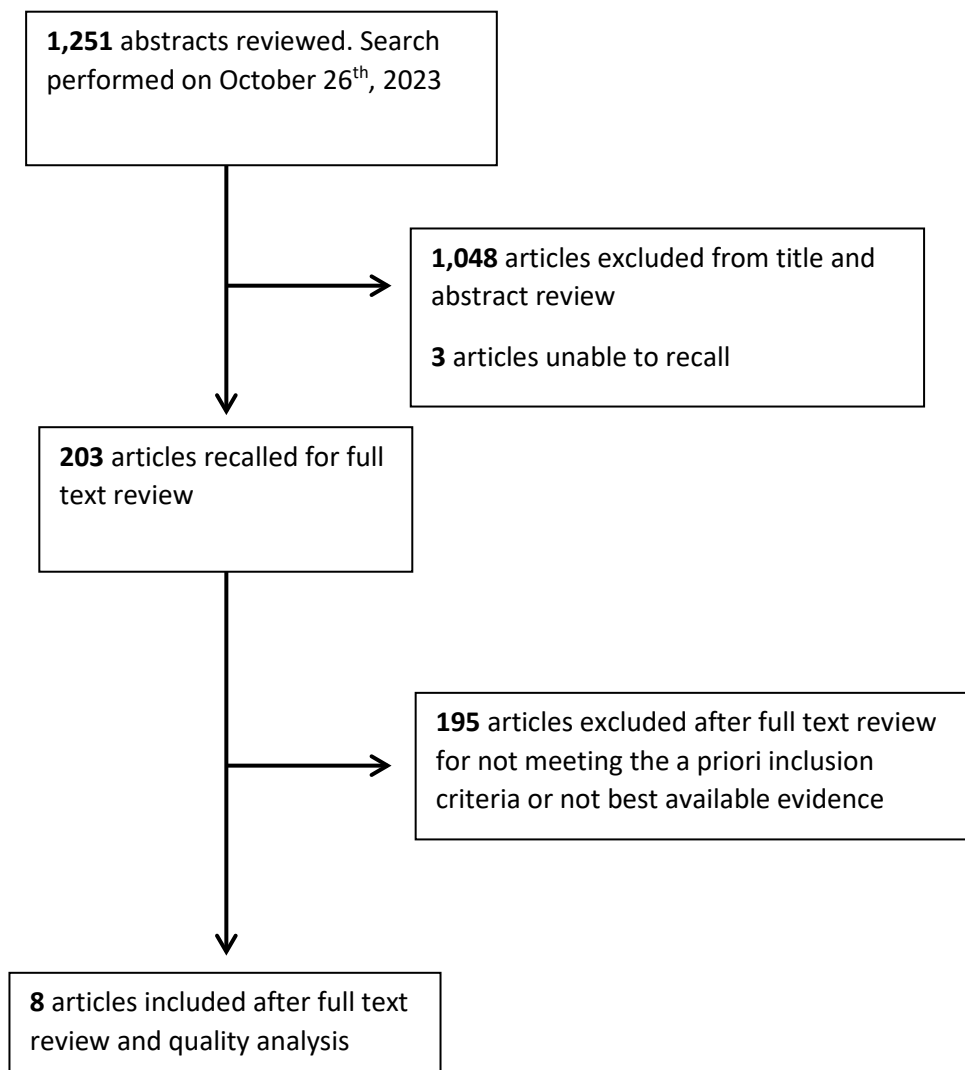 1,251 abstracts reviewed. Search
performed on October 26th, 2023
1,048 articles excluded from title and
abstract review
3 articles unable to recall
203 articles recalled for full
text review
195 articles excluded after full text review
for not meeting the a priori inclusion
criteria or not best available evidence
8 articles included after full text
review and quality analysis